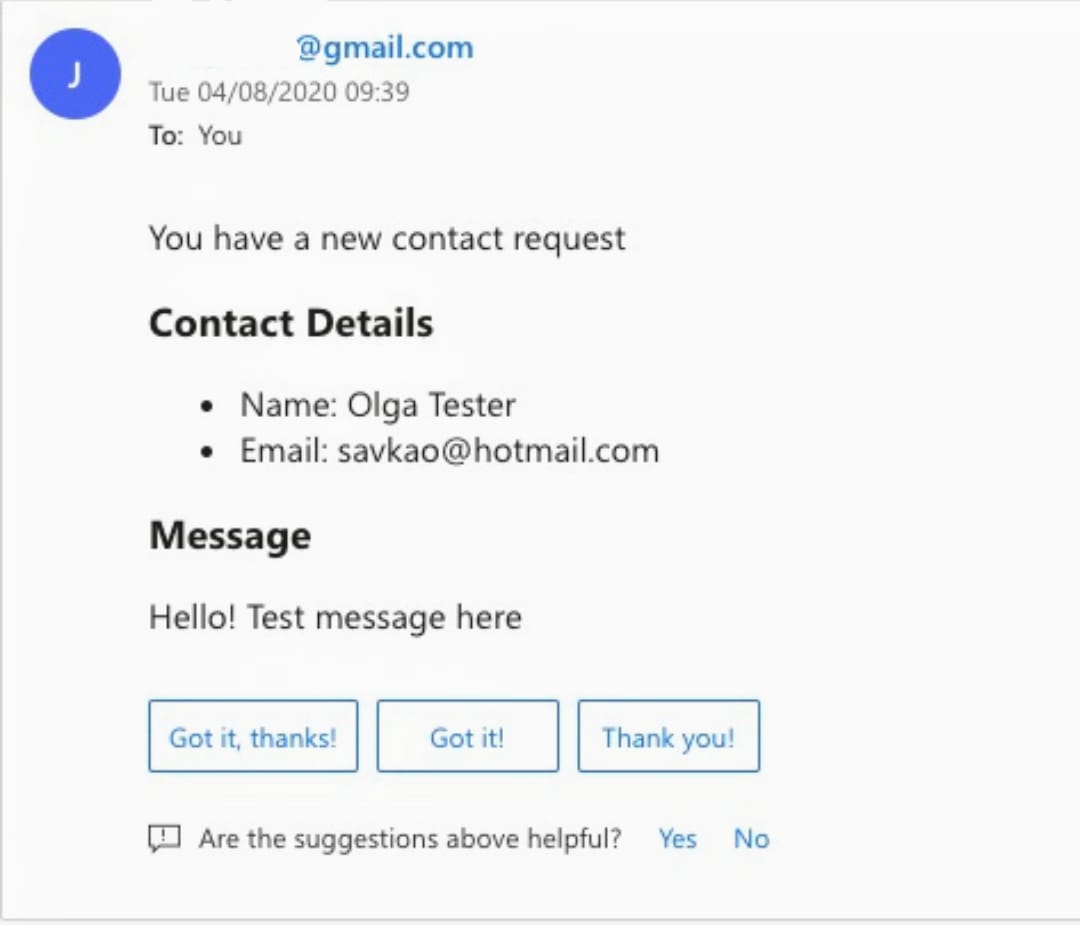 J
@gmail.com
Tue 04/08/2020 09:39
To: You
You have a new contact request
Contact Details
• Name: Olga Tester
• Email: savkao@hotmail.com
Message
Hello! Test message here
Got it, thanks! Got it! Thank you!
Are the suggestions above helpful? Yes No